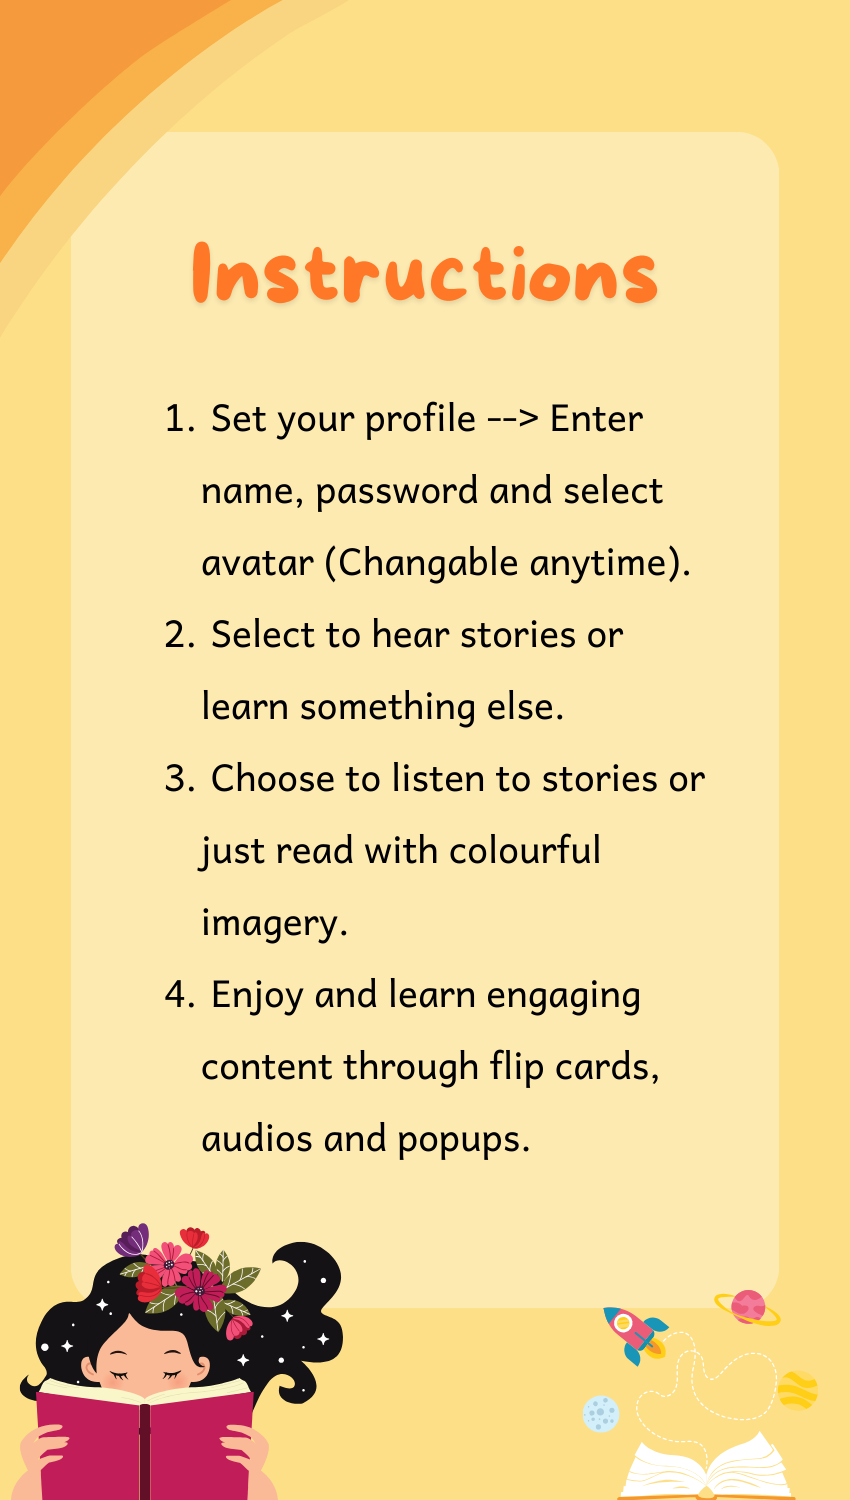 Instructions
1. Set your profile --> Enter
name, password and select
avatar (Changable anytime).
2. Select to hear stories or
learn something else.
3. Choose to listen to stories or
just read with colourful
imagery.
4. Enjoy and learn engaging
content through flip cards,
audios and popups.